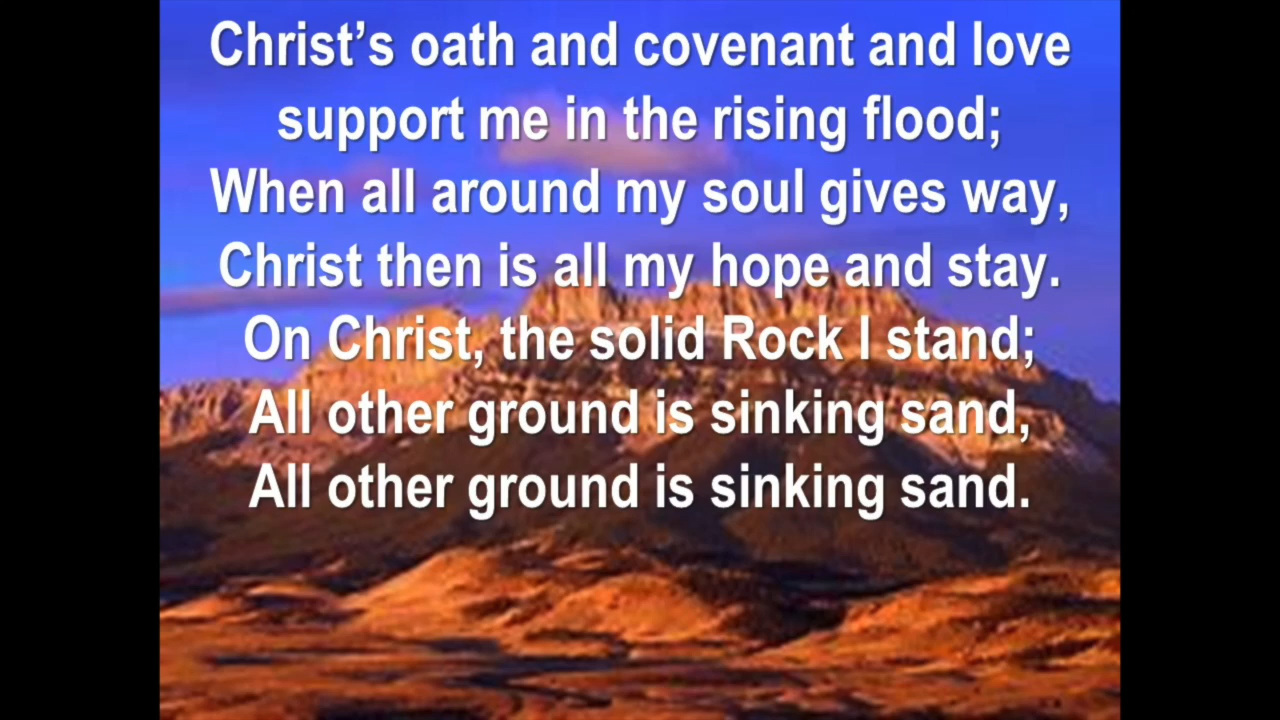 Christ’s oath and covenant and love
support me in the rising flood;
When all around my soul gives way,
Christ then is all my hope and stay.
On Christ, the solid Rock I stand;
All other ground is sinking sand,
All other ground is sinking sand.